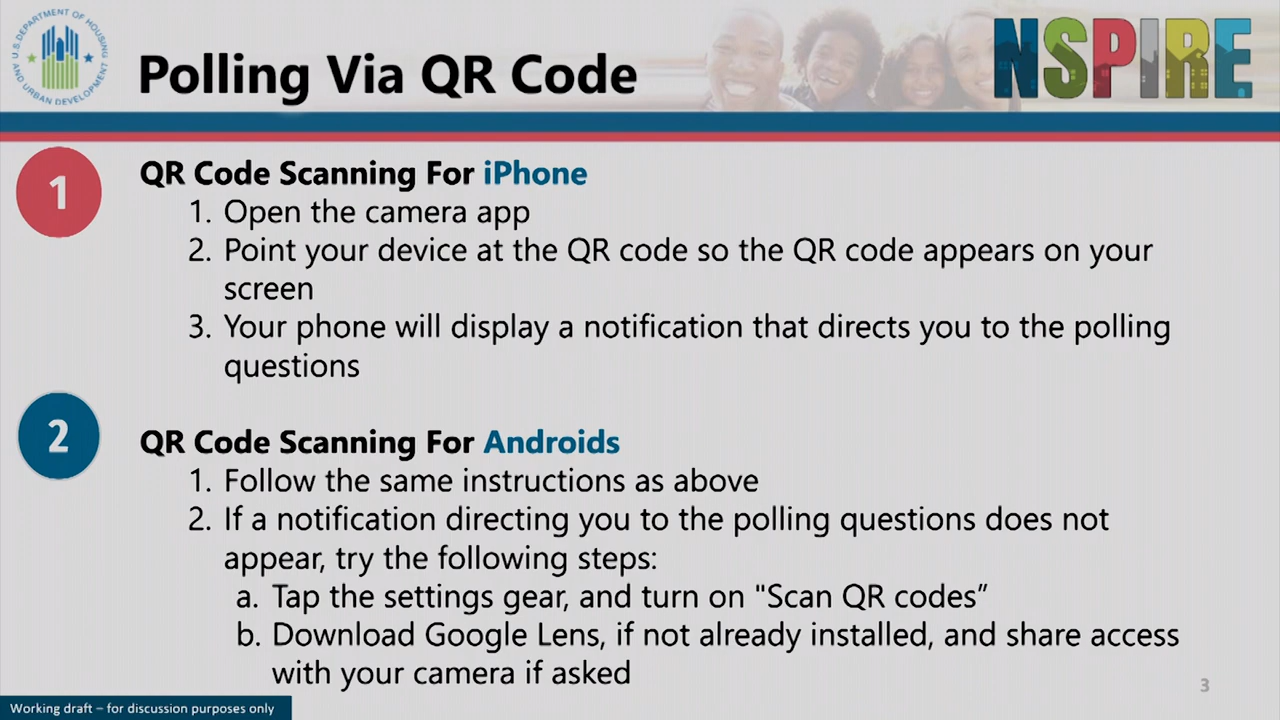 U.S. DEPARTMENT OF HOUSING AND URBAN DEVELOPMENT
Polling Via QR Code
NSPIRE
1
QR Code Scanning For iPhone
1. Open the camera app
2. Point your device at the QR code so the QR code appears on your
screen
3. Your phone will display a notification that directs you to the polling
questions
2
QR Code Scanning For Androids
1. Follow the same instructions as above
2. If a notification directing you to the polling questions does not
appear, try the following steps:
a. Tap the settings gear, and turn on "Scan QR codes”
b. Download Google Lens, if not already installed, and share access
with your camera if asked
3
Working draft – for discussion purposes only